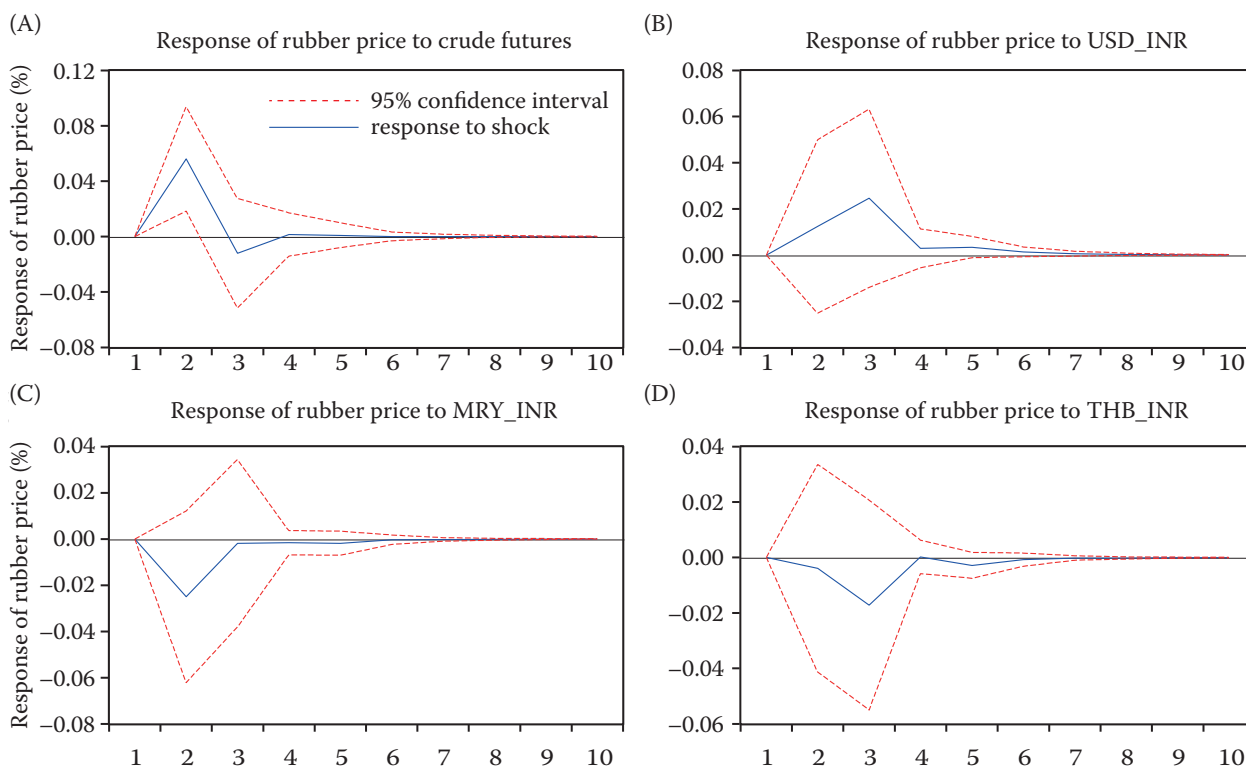 (A)
Response of rubber price to crude futures
Response of rubber price (%)
0.12
0.08
0.04
0.00
–0.04
–0.08
95% confidence interval
response to shock
1 2 3 4 5 6 7 8 9 10
(B)
Response of rubber price to USD_INR
0.08
0.06
0.04
0.02
0.00
–0.02
–0.04
1 2 3 4 5 6 7 8 9 10
(C)
Response of rubber price to MRY_INR
Response of rubber price (%)
0.04
0.02
0.00
–0.02
–0.04
–0.06
–0.08
1 2 3 4 5 6 7 8 9 10
(D)
Response of rubber price to THB_INR
0.04
0.02
0.00
–0.02
–0.04
–0.06
1 2 3 4 5 6 7 8 9 10